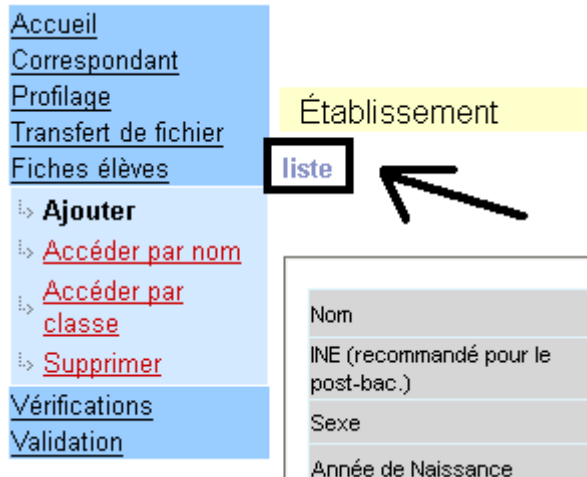 Accueil
Correspondant
Profilage
Transfert de fichier
Fiches élèves
Ajouter
Accéder par nom
Accéder par
classe
Supprimer
Vérifications
Validation
Établissement
liste
Nom
INE (recommandé pour le
post-bac.)
Sexe
Année de Naissance